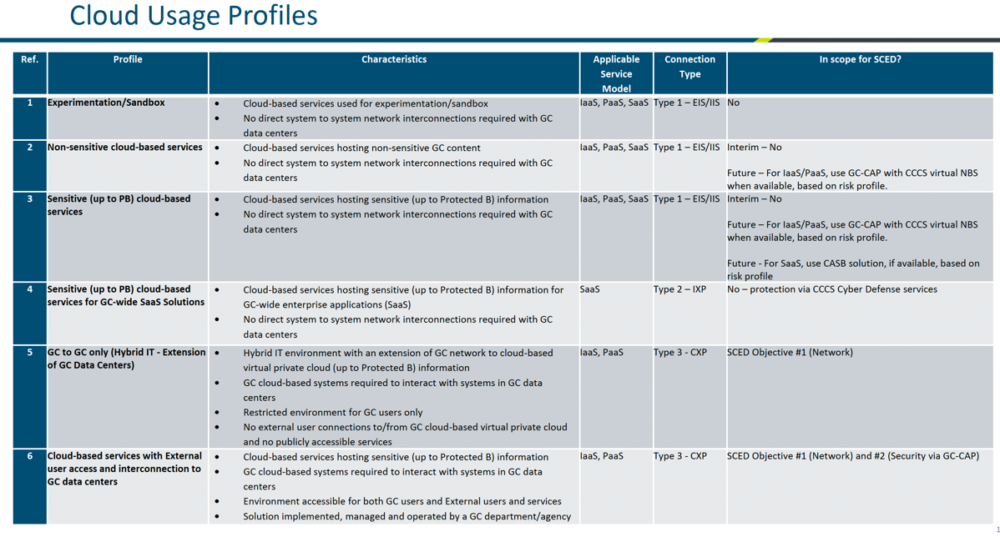 Cloud Usage Profiles
Ref.
Profile
Characteristics
Applicable
Service
Model
Connection
Type
In scope for SCED?
1
Experimentation/Sandbox
• Cloud-based services used for experimentation/sandbox
• No direct system to system network interconnections required with GC
data centers
IaaS, PaaS, SaaS
Type 1 – EIS/IIS
No
2
Non-sensitive cloud-based services
• Cloud-based services hosting non-sensitive GC content
• No direct system to system network interconnections required with GC
data centers
IaaS, PaaS, SaaS
Type 1 – EIS/IIS
Interim – No
Future – For IaaS/PaaS, use GC-CAP with CCCS virtual NBS
when available, based on risk profile.
3
Sensitive (up to PB) cloud-based
services
• Cloud-based services hosting sensitive (up to Protected B) information
• No direct system to system network interconnections required with GC
data centers
IaaS, PaaS, SaaS
Type 1 – EIS/IIS
Interim – No
Future – For IaaS/PaaS, use GC-CAP with CCCS virtual NBS
when available, based on risk profile.
Future - For SaaS, use CASB solution, if available, based on
risk profile
4
Sensitive (up to PB) cloud-based
services for GC-wide SaaS Solutions
• Cloud-based services hosting sensitive (up to Protected B) information for
GC-wide enterprise applications (SaaS)
• No direct system to system network interconnections required with GC
data centers
SaaS
Type 2 – IXP
No – protection via CCCS Cyber Defense services
5
GC to GC only (Hybrid IT - Extension
of GC Data Centers)
• Hybrid IT environment with an extension of GC network to cloud-based
virtual private cloud (up to Protected B) information
• GC cloud-based systems required to interact with systems in GC data
centers
• Restricted environment for GC users only
• No external user connections to/from GC cloud-based virtual private cloud
and no publicly accessible services
IaaS, PaaS
Type 3 - CXP
SCED Objective #1 (Network)
6
Cloud-based services with External
user access and interconnection to
GC data centers
• Cloud-based services hosting sensitive (up to Protected B) information
• GC cloud-based systems required to interact with systems in GC data
centers
• Environment accessible for both GC users and External users and services
• Solution implemented, managed and operated by a GC department/agency
IaaS, PaaS
Type 3 - CXP
SCED Objective #1 (Network) and #2 (Security via GC-CAP)
1